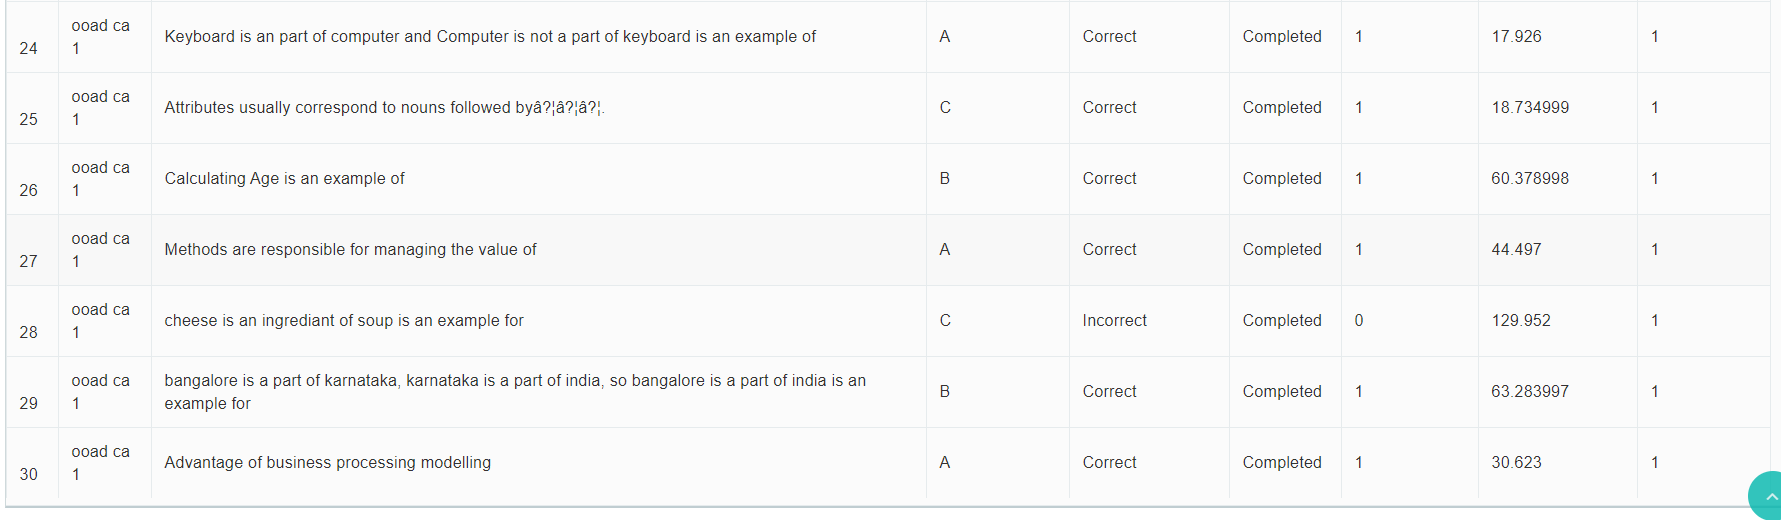 24 ooad ca 1 Keyboard is an part of computer and Computer is not a part of keyboard is an example of A Correct Completed 1 17.926 1
25 ooad ca 1 Attributes usually correspond to nouns followed byâ?¦â?¦â?¦. C Correct Completed 1 18.734999 1
26 ooad ca 1 Calculating Age is an example of B Correct Completed 1 60.378998 1
27 ooad ca 1 Methods are responsible for managing the value of A Correct Completed 1 44.497 1
28 ooad ca 1 cheese is an ingrediant of soup is an example for C Incorrect Completed 0 129.952 1
29 ooad ca 1 bangalore is a part of karnataka, karnataka is a part of india, so bangalore is a part of india is an example for B Correct Completed 1 63.283997 1
30 ooad ca 1 Advantage of business processing modelling A Correct Completed 1 30.623 1